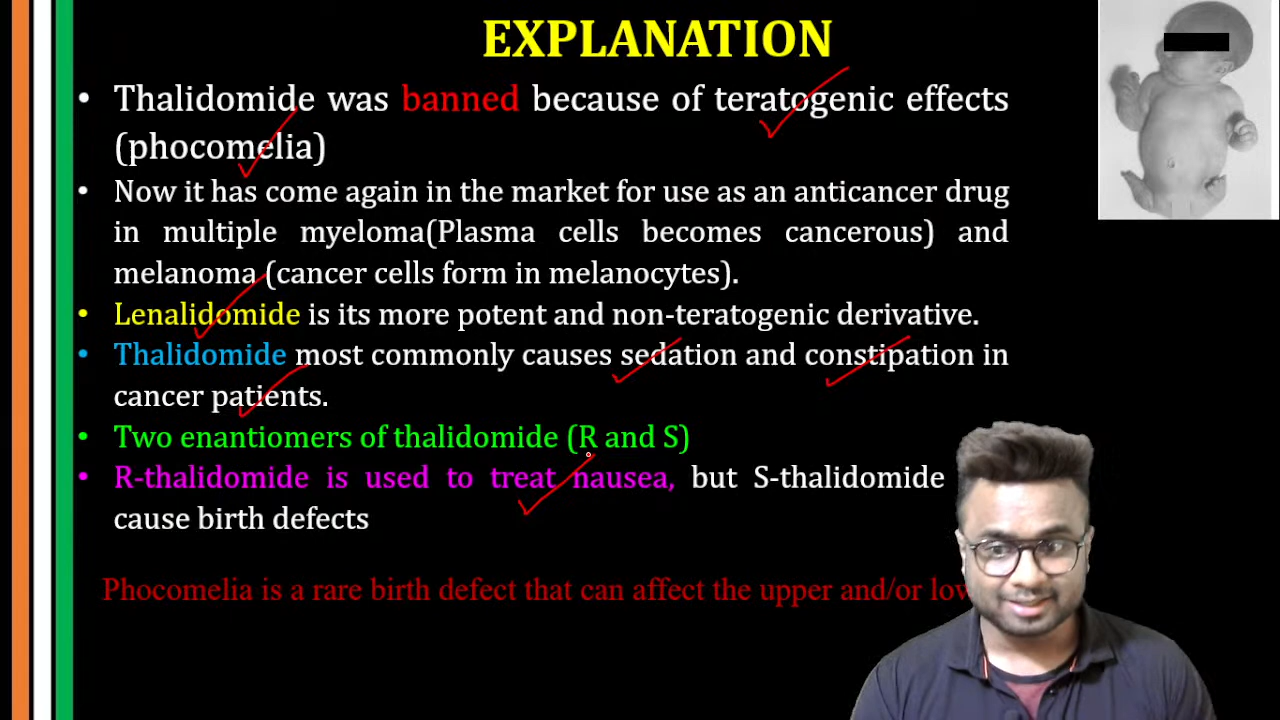 EXPLANATION
• Thalidomide was banned because of teratogenic effects
(phocomelia)
• Now it has come again in the market for use as an anticancer drug
in multiple myeloma(Plasma cells becomes cancerous) and
melanoma (cancer cells form in melanocytes).
• Lenalidomide is its more potent and non-teratogenic derivative.
• Thalidomide most commonly causes sedation and constipation in
cancer patients.
• Two enantiomers of thalidomide (R and S)
• R-thalidomide is used to treat nausea, but S-thalidomide
cause birth defects
Phocomelia is a rare birth defect that can affect the upper and/or